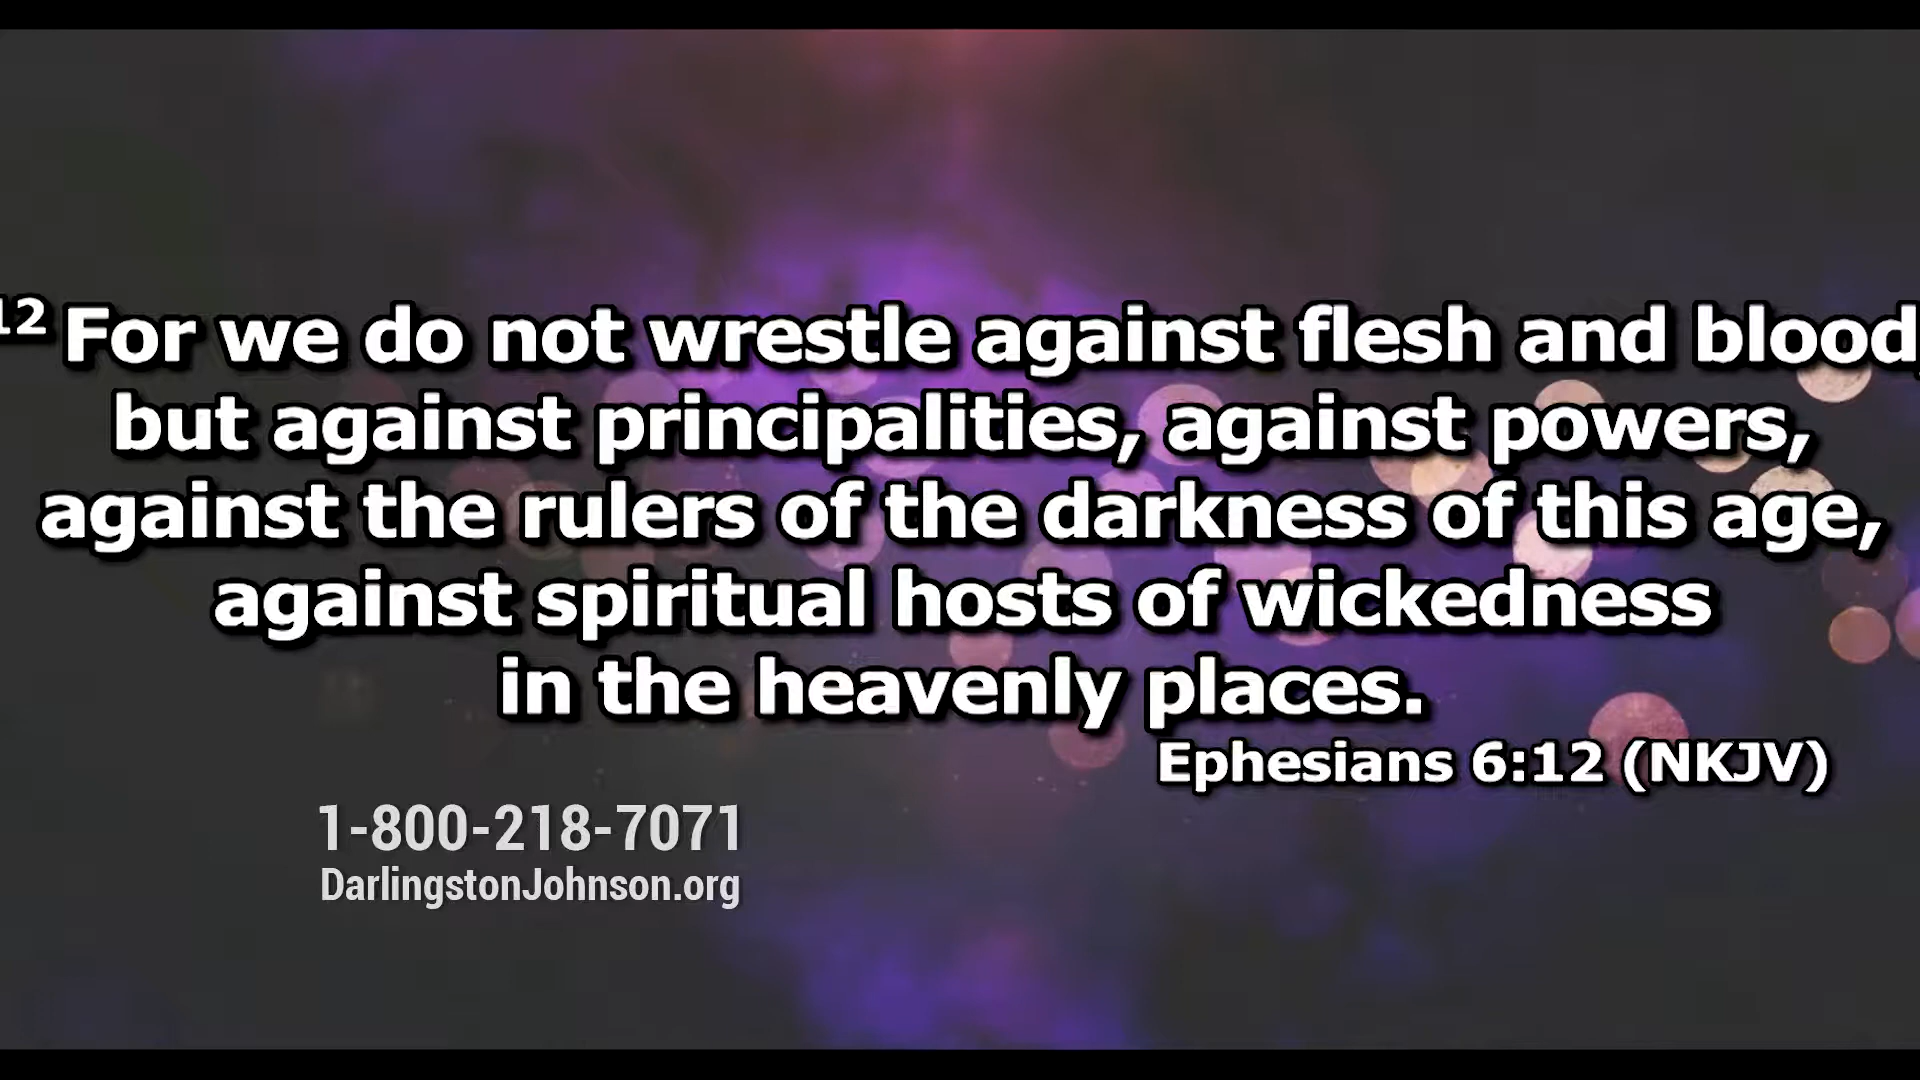 12 For we do not wrestle against flesh and blood,
but against principalities, against powers,
against the rulers of the darkness of this age,
against spiritual hosts of wickedness
in the heavenly places.
Ephesians 6:12 (NKJV)
1-800-218-7071
DarlingstonJohnson.org